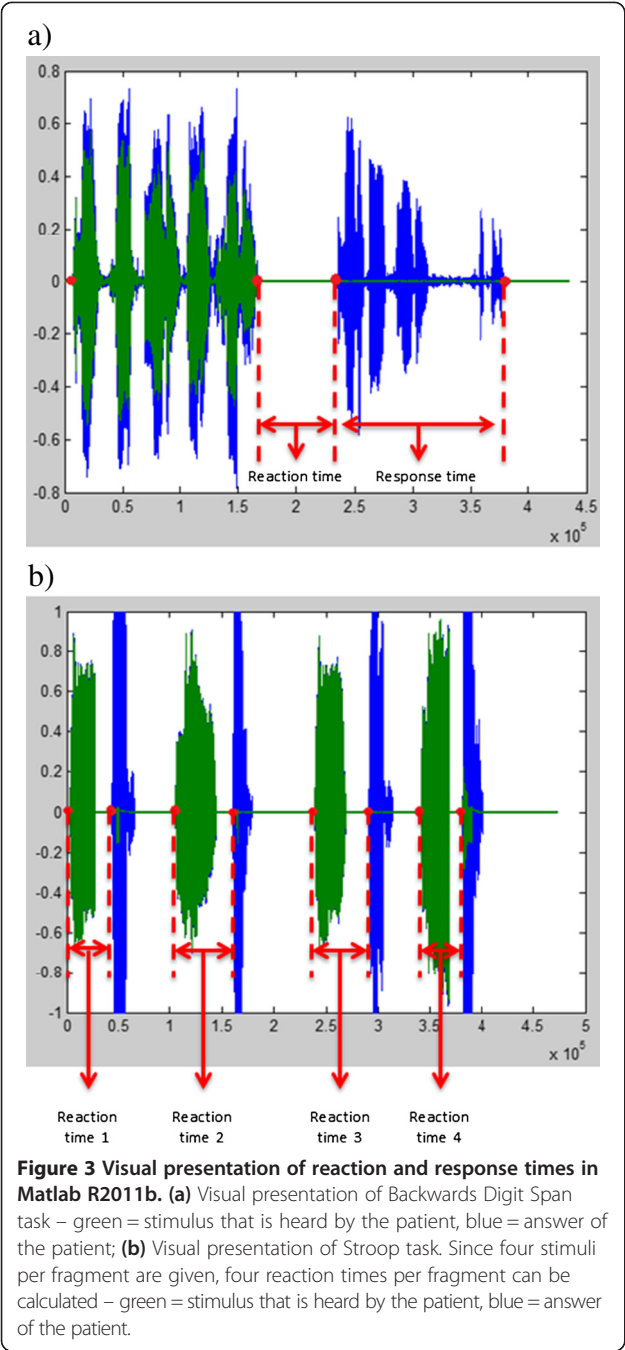 a)
0.8
0.6
0.4
0.2
0
-0.2
-0.4
-0.6
-0.8
Reaction time Response time
0 0.5 1 1.5 2 2.5 3 3.5 4 4.5
x 10⁵
b)
1
0.8
0.6
0.4
0.2
0
-0.2
-0.4
-0.6
-0.8
-1
0 0.5 1 1.5 2 2.5 3 3.5 4 4.5 5
x 10⁵
Reaction Reaction Reaction Reaction
time 1 time 2 time 3 time 4
Figure 3 Visual presentation of reaction and response times in
Matlab R2011b. (a) Visual presentation of Backwards Digit Span
task – green = stimulus that is heard by the patient, blue = answer of
the patient; (b) Visual presentation of Stroop task. Since four stimuli
per fragment are given, four reaction times per fragment can be
calculated – green = stimulus that is heard by the patient, blue = answer
of the patient.